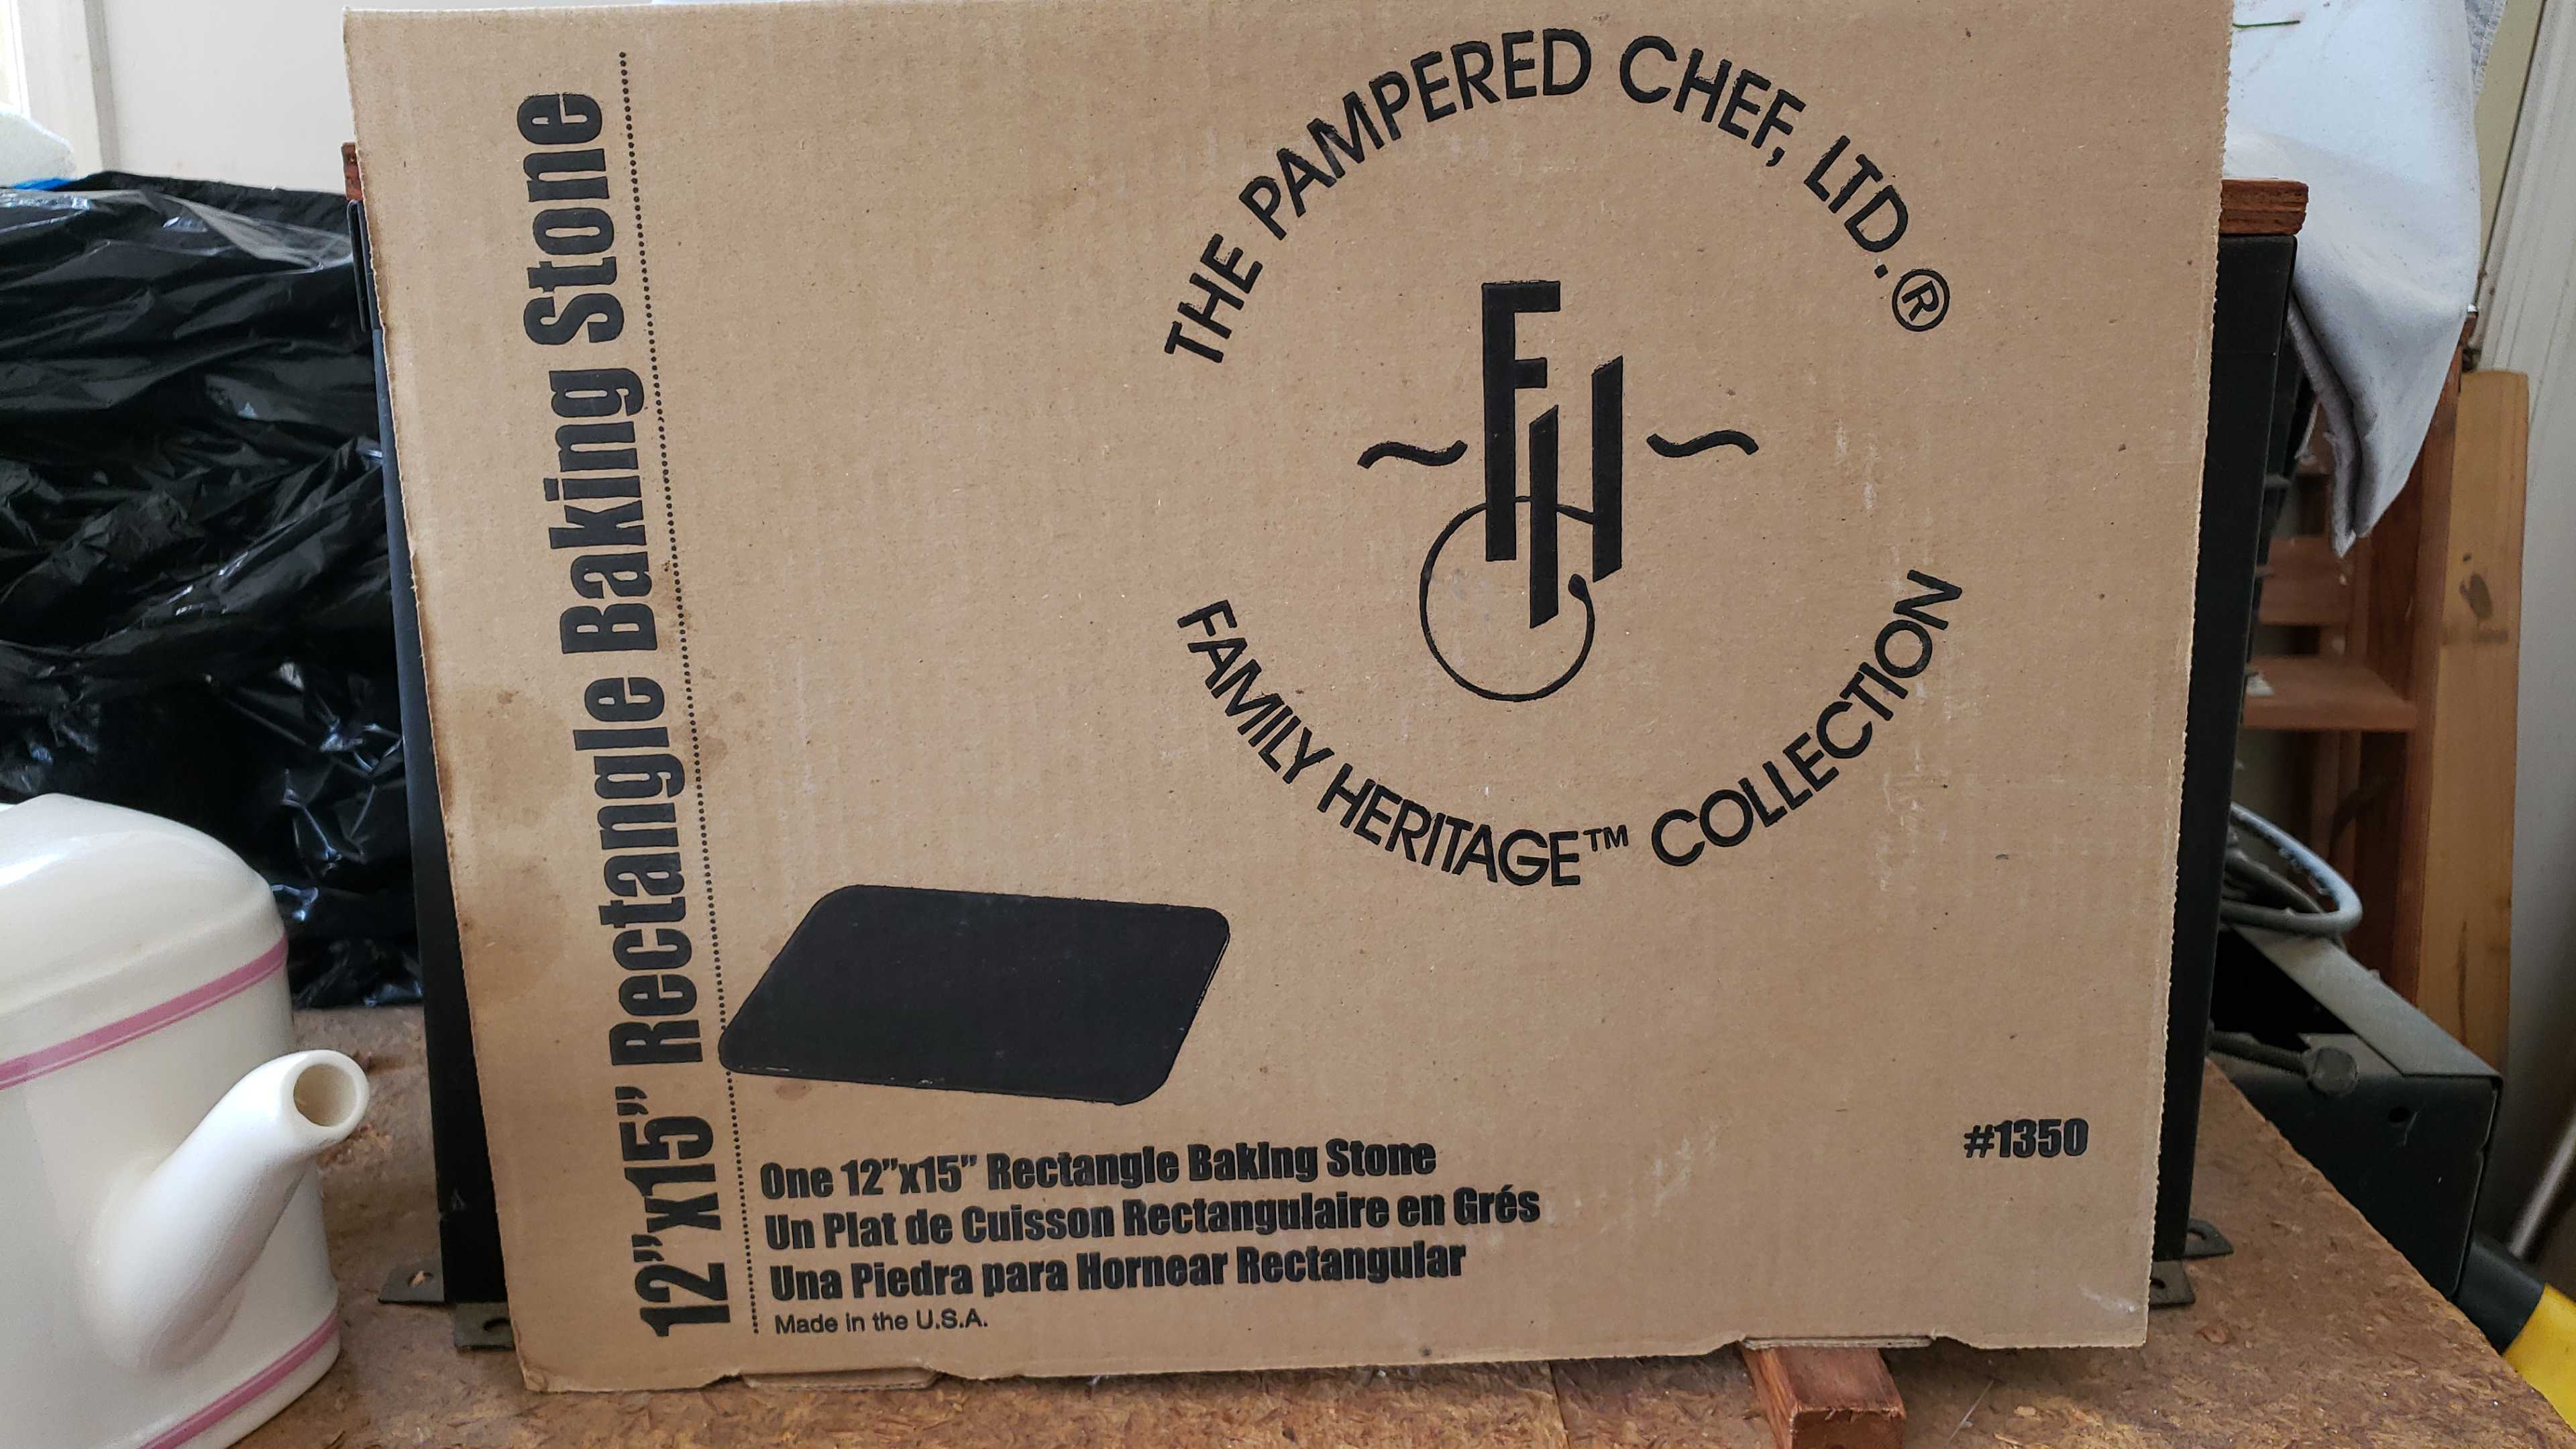 12”x15” Rectangle Baking Stone
THE PAMPERED CHEF, LTD.®
FH
FAMILY HERITAGE™ COLLECTION
#1350
One 12”x15” Rectangle Baking Stone
Un Plat de Cuisson Rectangulaire en Grés
Una Piedra para Hornear Rectangular
Made in the U.S.A.